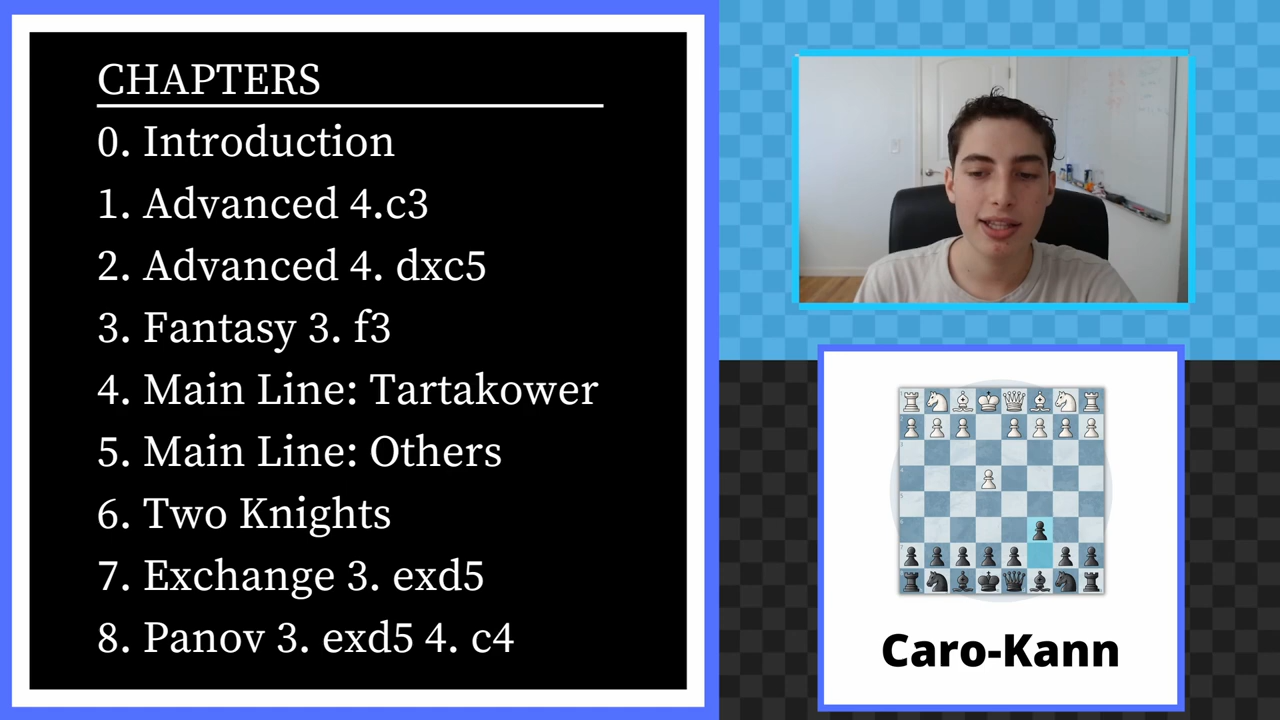 CHAPTERS
0. Introduction
1. Advanced 4.c3
2. Advanced 4. dxc5
3. Fantasy 3. f3
4. Main Line: Tartakower
5. Main Line: Others
6. Two Knights
7. Exchange 3. exd5
8. Panov 3. exd5 4. c4
Caro-Kann